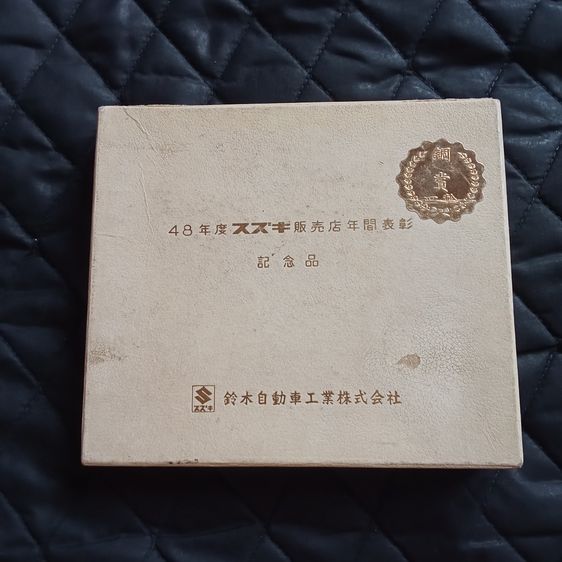 銅賞
48年度スズキ販売店年間表彰
記念品
スズキ
鈴木自動車工業株式会社